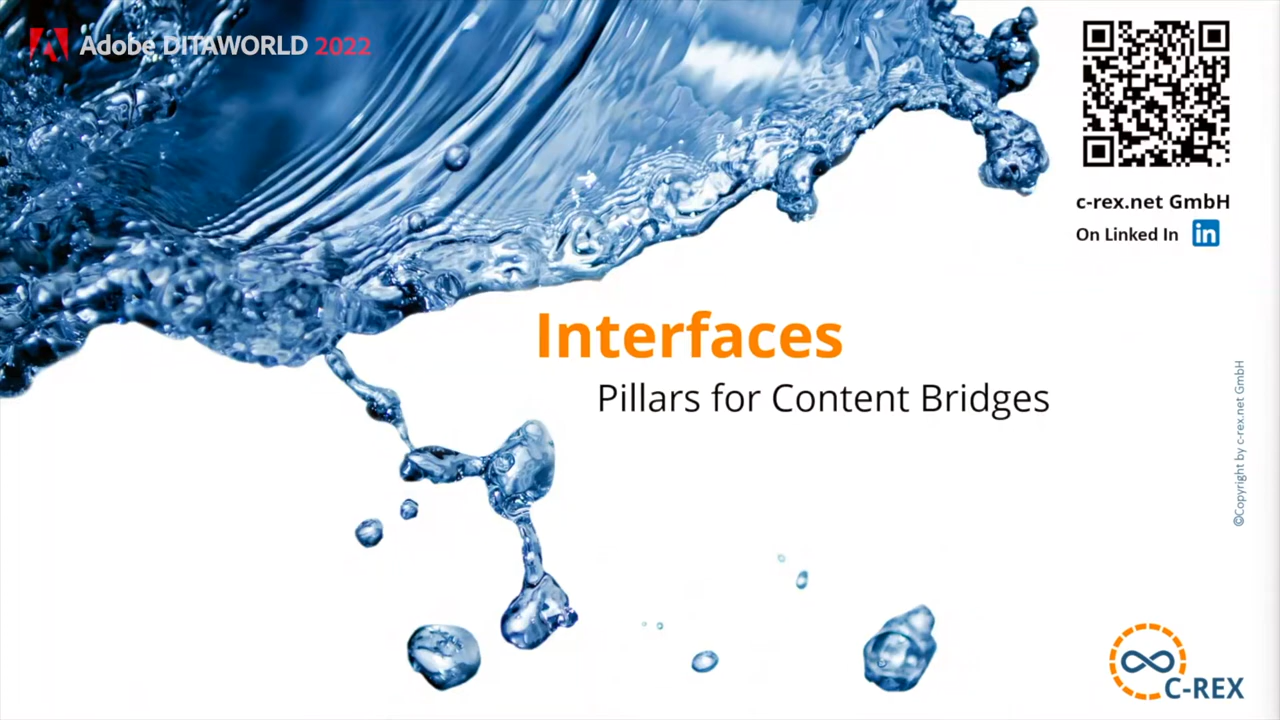 Adobe DITAWORLD 2022
c-rex.net GmbH
On Linked In in
Interfaces
Pillars for Content Bridges
©Copyright by c-rex.net GmbH
C-REX